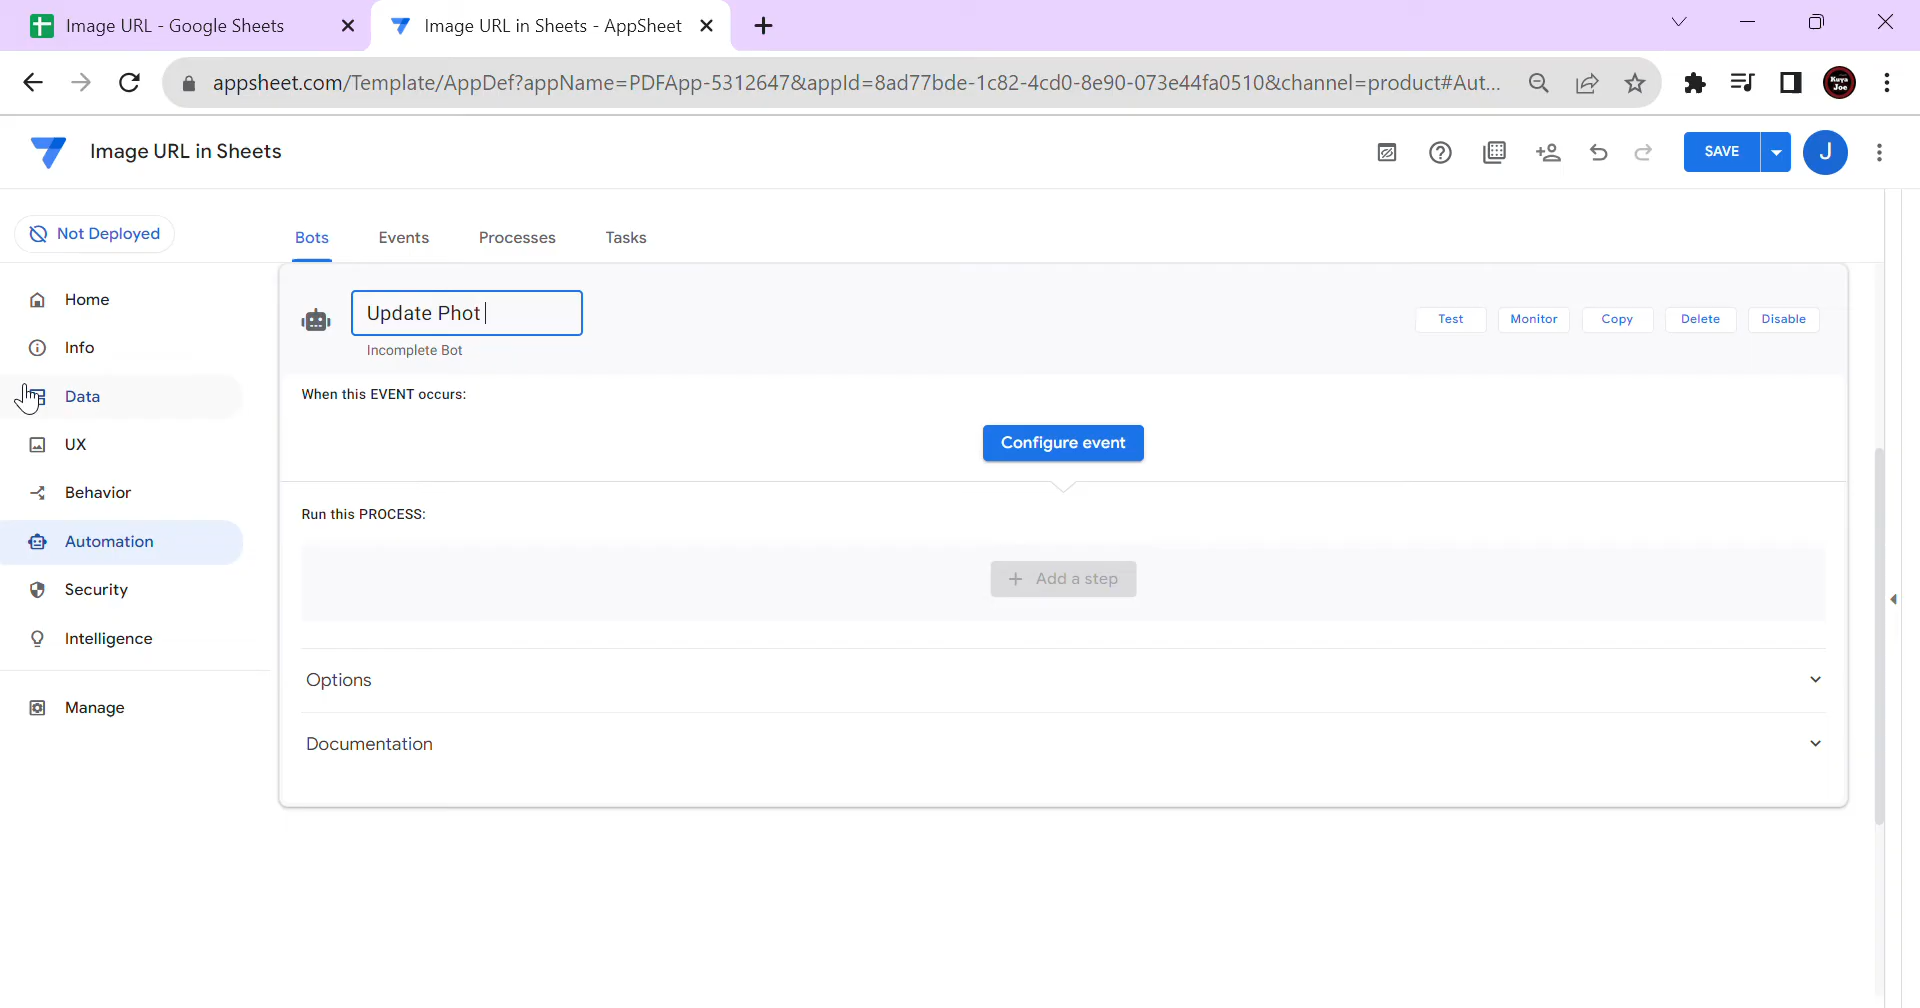 Image URL - Google Sheets
Image URL in Sheets - AppSheet
appsheet.com/Template/AppDef?appName=PDFApp-5312647&appId=8ad77bde-1c82-4cd0-8e90-073e44fa0510&channel=product#Aut...
Kuya Joe
Image URL in Sheets
SAVE
J
Not Deployed
Bots
Events
Processes
Tasks
Home
Info
Data
UX
Behavior
Automation
Security
Intelligence
Manage
Update Phot
Incomplete Bot
Test
Monitor
Copy
Delete
Disable
When this EVENT occurs:
Configure event
Run this PROCESS:
+ Add a step
Options
Documentation